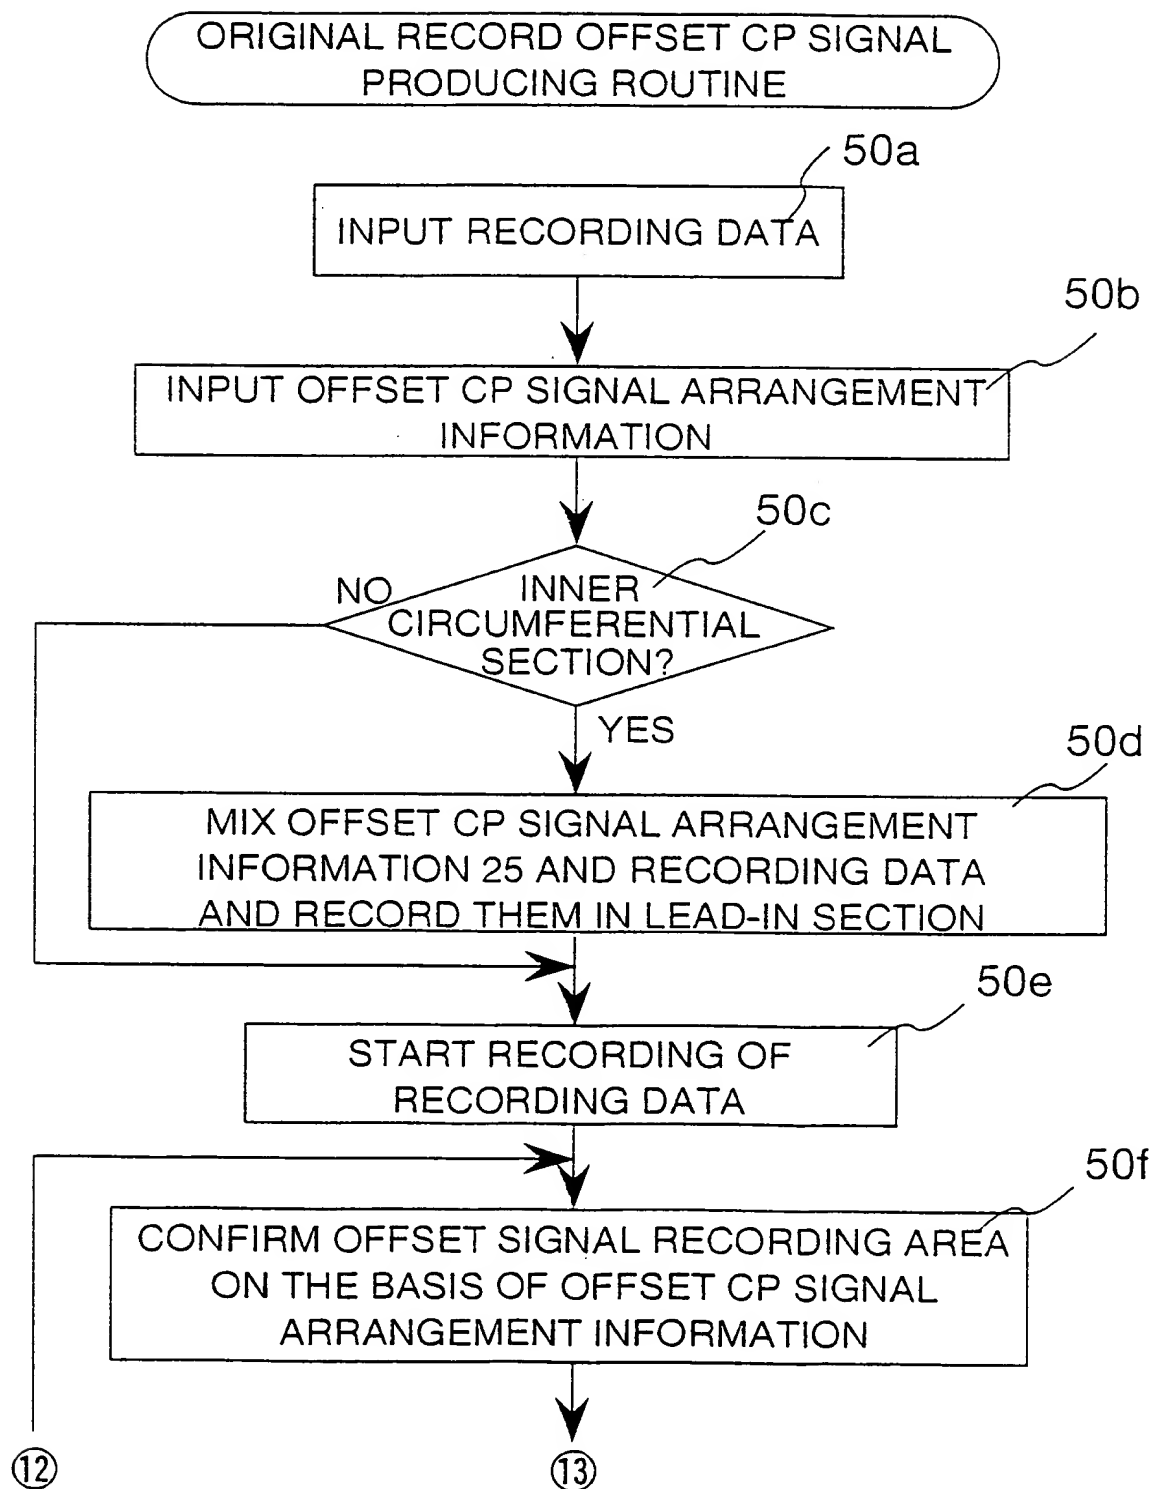 ORIGINAL RECORD OFFSET CP SIGNAL
PRODUCING ROUTINE
50a
INPUT RECORDING DATA
50b
INPUT OFFSET CP SIGNAL ARRANGEMENT
INFORMATION
50c
NO
INNER
CIRCUMFERENTIAL
SECTION?
YES
50d
MIX OFFSET CP SIGNAL ARRANGEMENT
INFORMATION 25 AND RECORDING DATA
AND RECORD THEM IN LEAD-IN SECTION
50e
START RECORDING OF
RECORDING DATA
50f
CONFIRM OFFSET SIGNAL RECORDING AREA
ON THE BASIS OF OFFSET CP SIGNAL
ARRANGEMENT INFORMATION
⑫
⑬